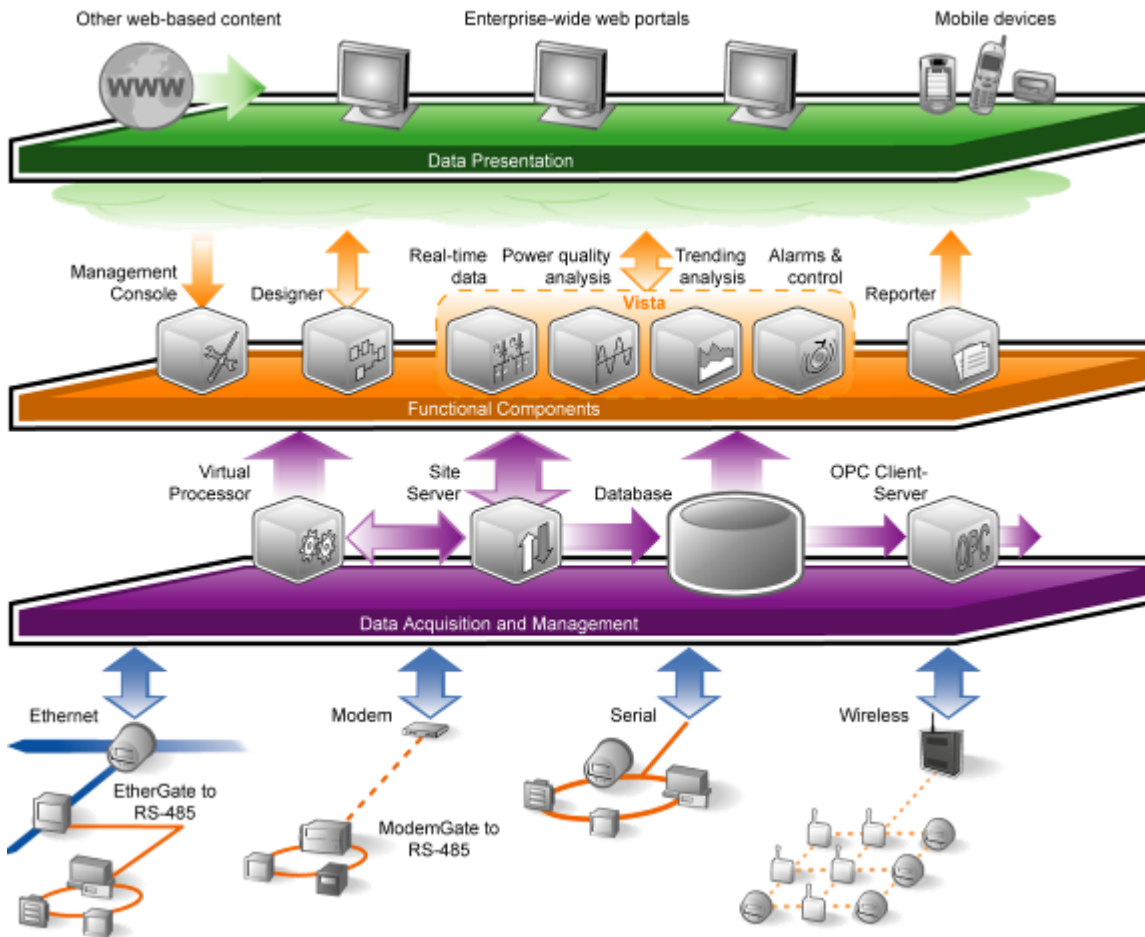 Other web-based content
Enterprise-wide web portals
Mobile devices
WWW
Data Presentation
Management
Console
Designer
Real-time
data
Power quality
analysis
Trending
analysis
Alarms &
control
Reporter
Vista
Functional Components
Virtual
Processor
Site
Server
Database
OPC Client-
Server
OPC
Data Acquisition and Management
Ethernet
Modem
Serial
Wireless
EtherGate to
RS-485
ModemGate to
RS-485